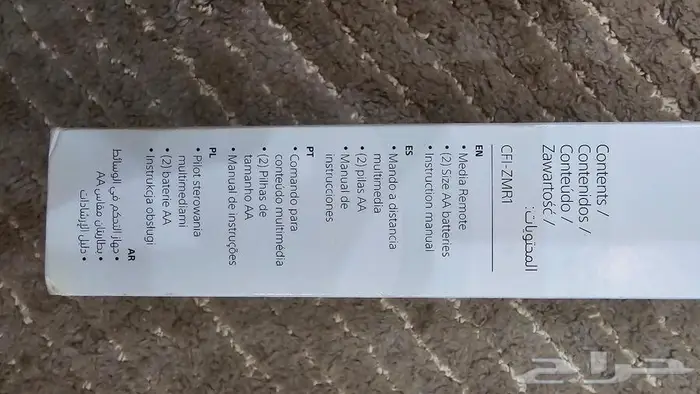 Contents /
Contenidos /
Conteúdo /
Zawartość /
المحتويات:
CFI-ZMR1
EN
• Media Remote
• (2) Size AA batteries
• Instruction manual
ES
• Mando a distancia
multimedia
• (2) pilas AA
• Manual de
instrucciones
PT
• Comando para
conteúdo multimédia
• (2) Pilhas de
tamanho AA
• Manual de instruções
PL
• Pilot sterowania
multimediami
• (2) baterie AA
• Instrukcja obsługi
AR
• جهاز التحكم في الوسائط
• بطاريتان مقاس AA
• دليل الإرشادات
حراج